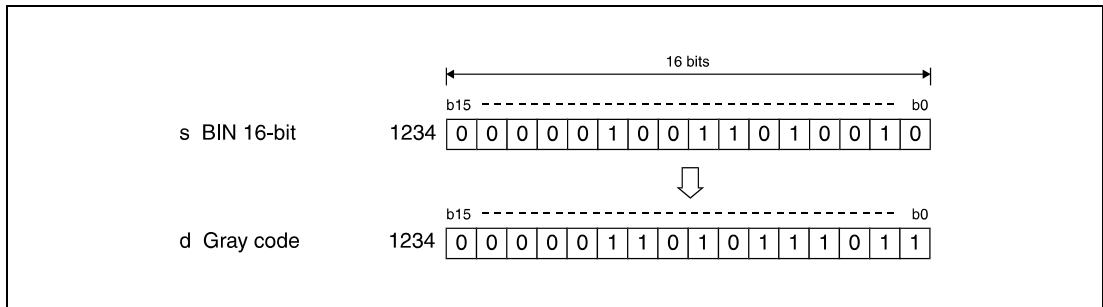 16 bits
b15 b0
s BIN 16-bit 1234 0 0 0 0 0 1 0 0 1 1 0 1 0 0 1 0
b15 b0
d Gray code 1234 0 0 0 0 0 1 1 0 1 0 1 1 1 0 1 1